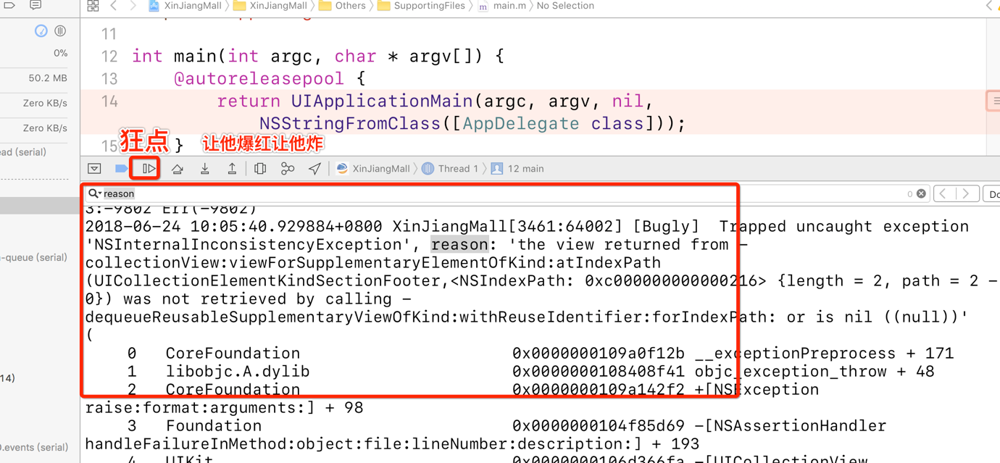 XinJiangMall 〉 XinJiangMall 〉 Others 〉 SupportingFiles 〉 m main.m 〉 No Selection
11
0%
12 int main(int argc, char * argv[]) {
50.2 MB
13 @autoreleasepool {
Zero KB/s
14 return UIApplicationMain(argc, argv, nil,
NSStringFromClass([AppDelegate class]));
Zero KB/s
狂点 让他爆红让他炸
15 }
ead (serial)
XinJiangMall 〉 Thread 1 〉 12 main
reason
0
Do
3:-9802 Err(-9802)
2018-06-24 10:05:40.929884+0800 XinJiangMall[3461:64002] [Bugly] Trapped uncaught exception
'NSInternalInconsistencyException', reason: 'the view returned from -
collectionView:viewForSupplementaryElementOfKind:atIndexPath
-queue (serial)
(UICollectionElementKindSectionFooter,<NSIndexPath: 0xc000000000000216> {length = 2, path = 2 -
0}) was not retrieved by calling -
dequeueReusableSupplementaryViewOfKind:withReuseIdentifier:forIndexPath: or is nil ((null))'
(
0 CoreFoundation 0x0000000109a0f12b __exceptionPreprocess + 171
1 libobjc.A.dylib 0x0000000108408f41 objc_exception_throw + 48
14)
2 CoreFoundation 0x0000000109a142f2 +[NSException
raise:format:arguments:] + 98
3 Foundation 0x0000000104f85d69 -[NSAssertionHandler
handleFailureInMethod:object:file:lineNumber:description:] + 193
0.events (serial)
4 UIKit 0x0000000106d366fa -[UICollectionView